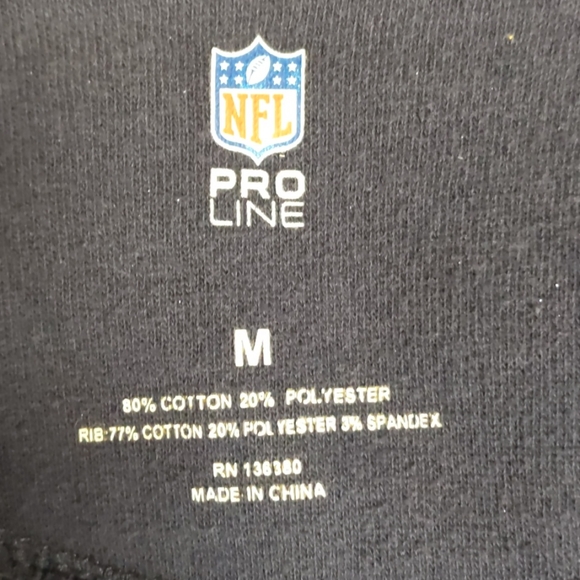 NFL
PRO
LINE
M
80% COTTON 20% POLYESTER
RIB:77% COTTON 20% POLYESTER 3% SPANDEX
RN 136380
MADE IN CHINA